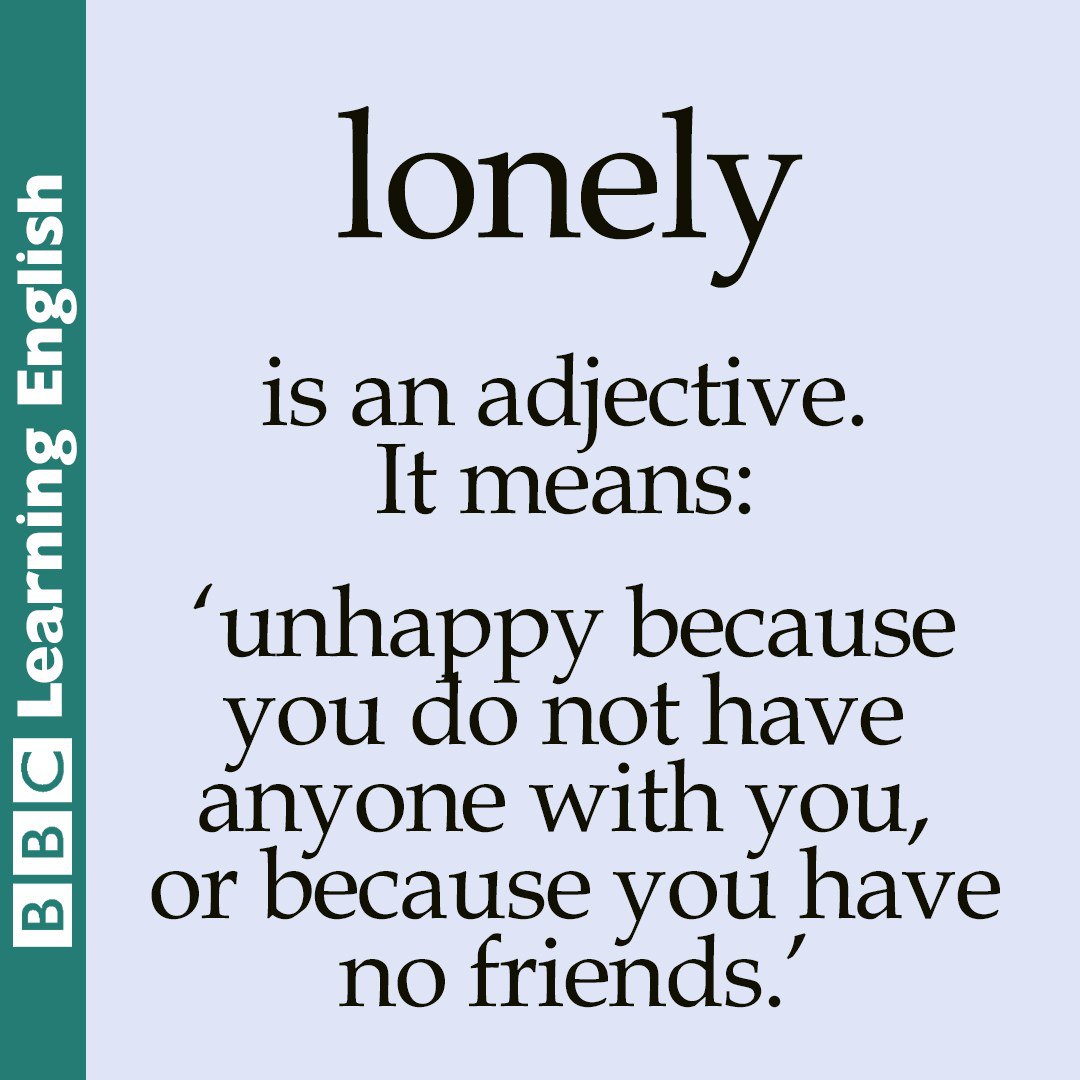 BBC Learning English
lonely
is an adjective.
It means:
‘unhappy because
you do not have
anyone with you,
or because you have
no friends.’